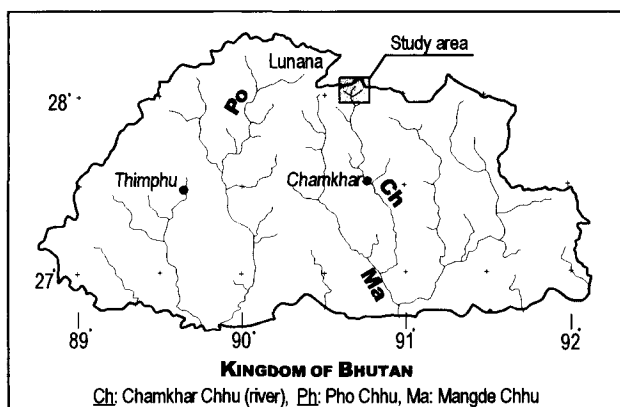 Study area
Lunana
28°
Po
Thimphu
Chamkhar
Ch
27°
Ma
89° 90° 91° 92°
KINGDOM OF BHUTAN
Ch: Chamkhar Chhu (river), Ph: Pho Chhu, Ma: Mangde Chhu